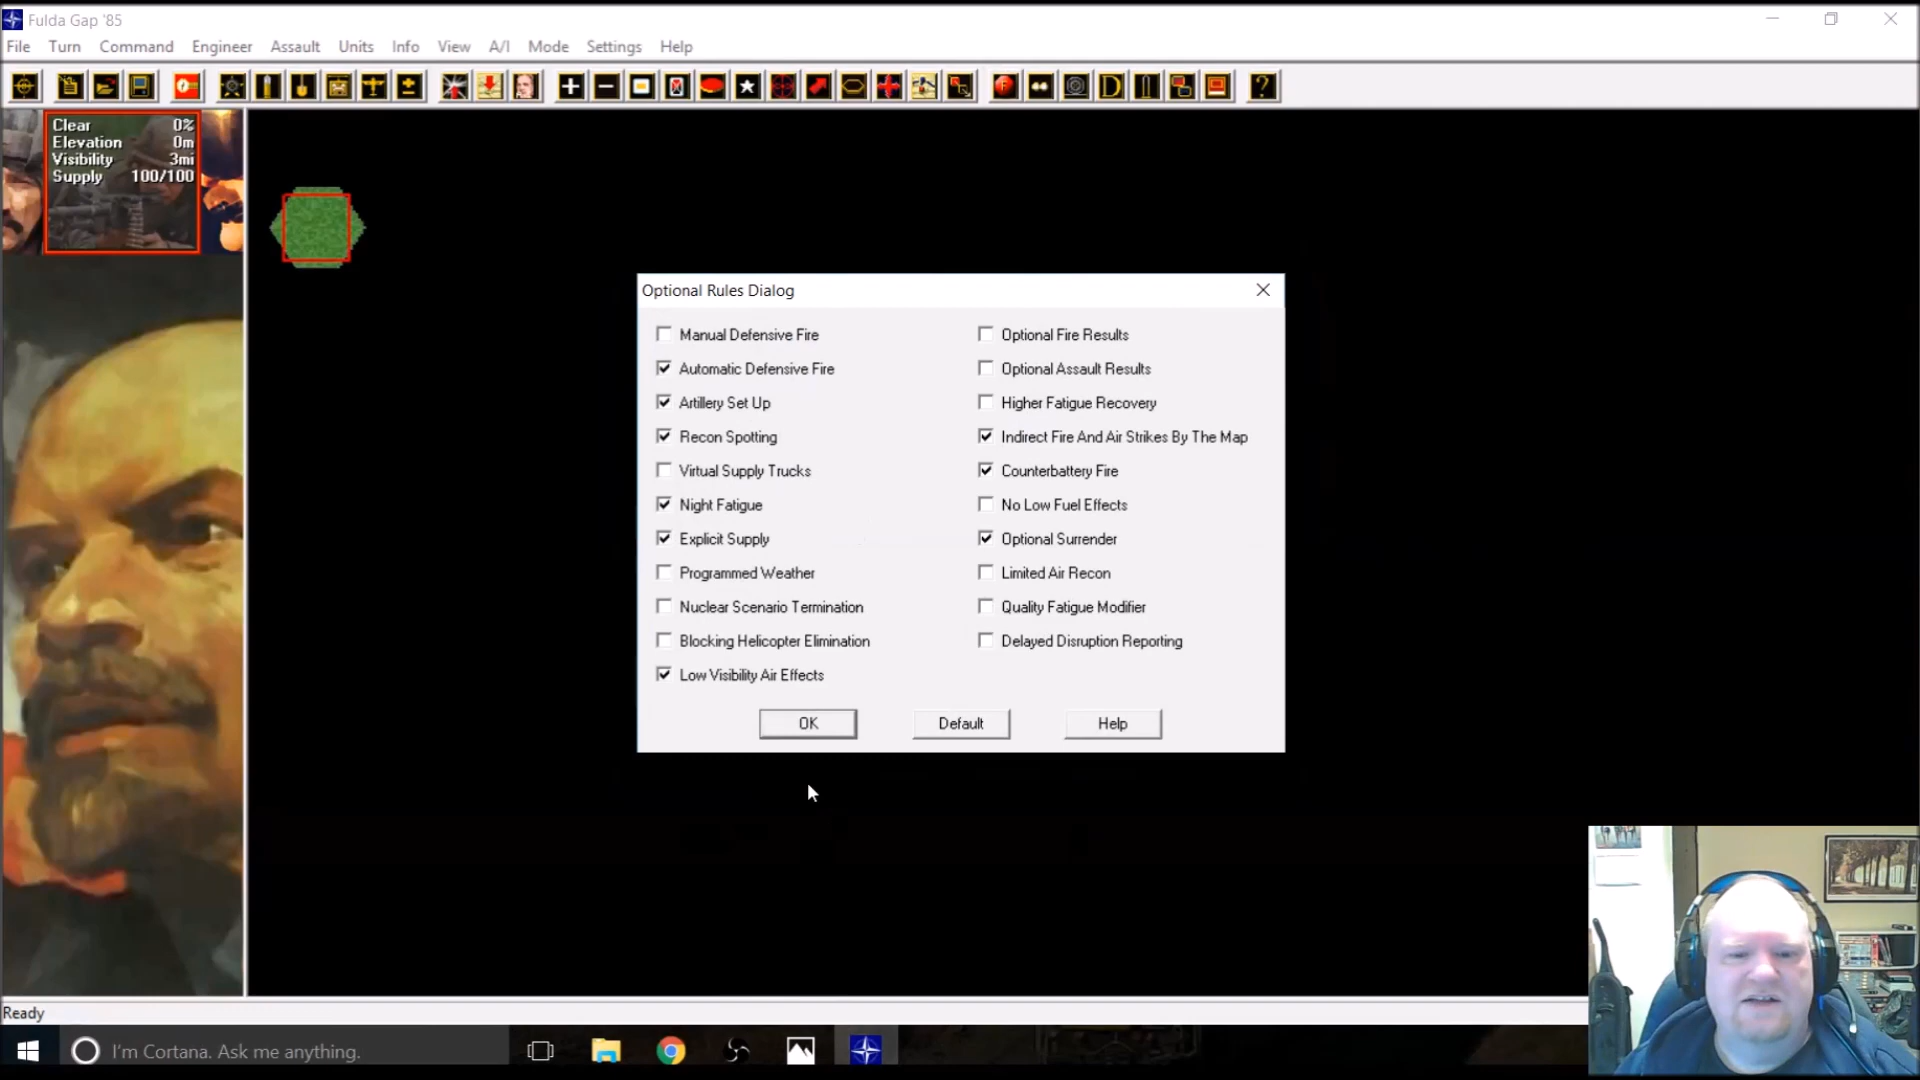 Fulda Gap '85
File Turn Command Engineer Assault Units Info View A/I Mode Settings Help
Clear 0%
Elevation 0m
Visibility 3mi
Supply 100/100
Optional Rules Dialog
Manual Defensive Fire
Automatic Defensive Fire
Artillery Set Up
Recon Spotting
Virtual Supply Trucks
Night Fatigue
Explicit Supply
Programmed Weather
Nuclear Scenario Termination
Blocking Helicopter Elimination
Low Visibility Air Effects
Optional Fire Results
Optional Assault Results
Higher Fatigue Recovery
Indirect Fire And Air Strikes By The Map
Counterbattery Fire
No Low Fuel Effects
Optional Surrender
Limited Air Recon
Quality Fatigue Modifier
Delayed Disruption Reporting
OK Default Help
Ready
I'm Cortana. Ask me anything.